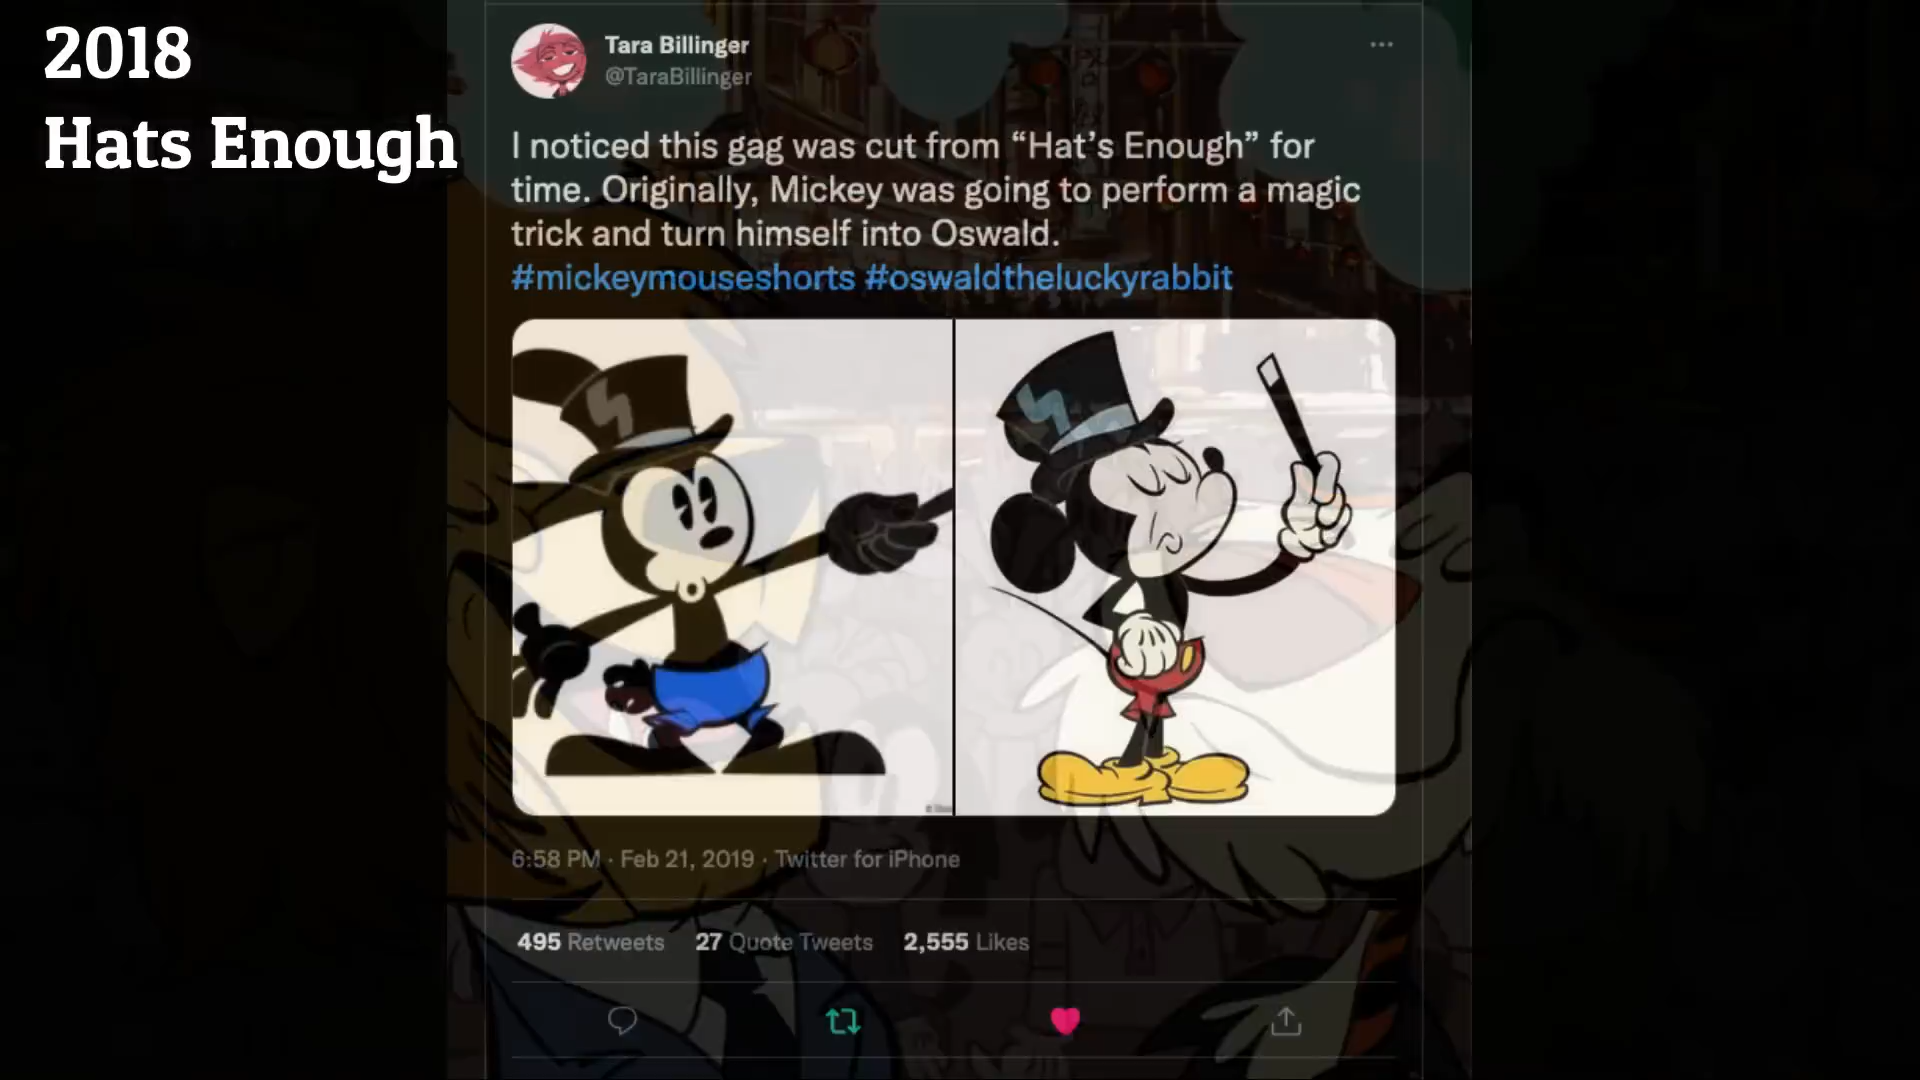 2018
Hats Enough
Tara Billinger
@TaraBillinger
I noticed this gag was cut from “Hat’s Enough” for
time. Originally, Mickey was going to perform a magic
trick and turn himself into Oswald.
#mickeymouseshorts #oswaldtheluckyrabbit
6:58 PM · Feb 21, 2019 · Twitter for iPhone
495 Retweets 27 Quote Tweets 2,555 Likes